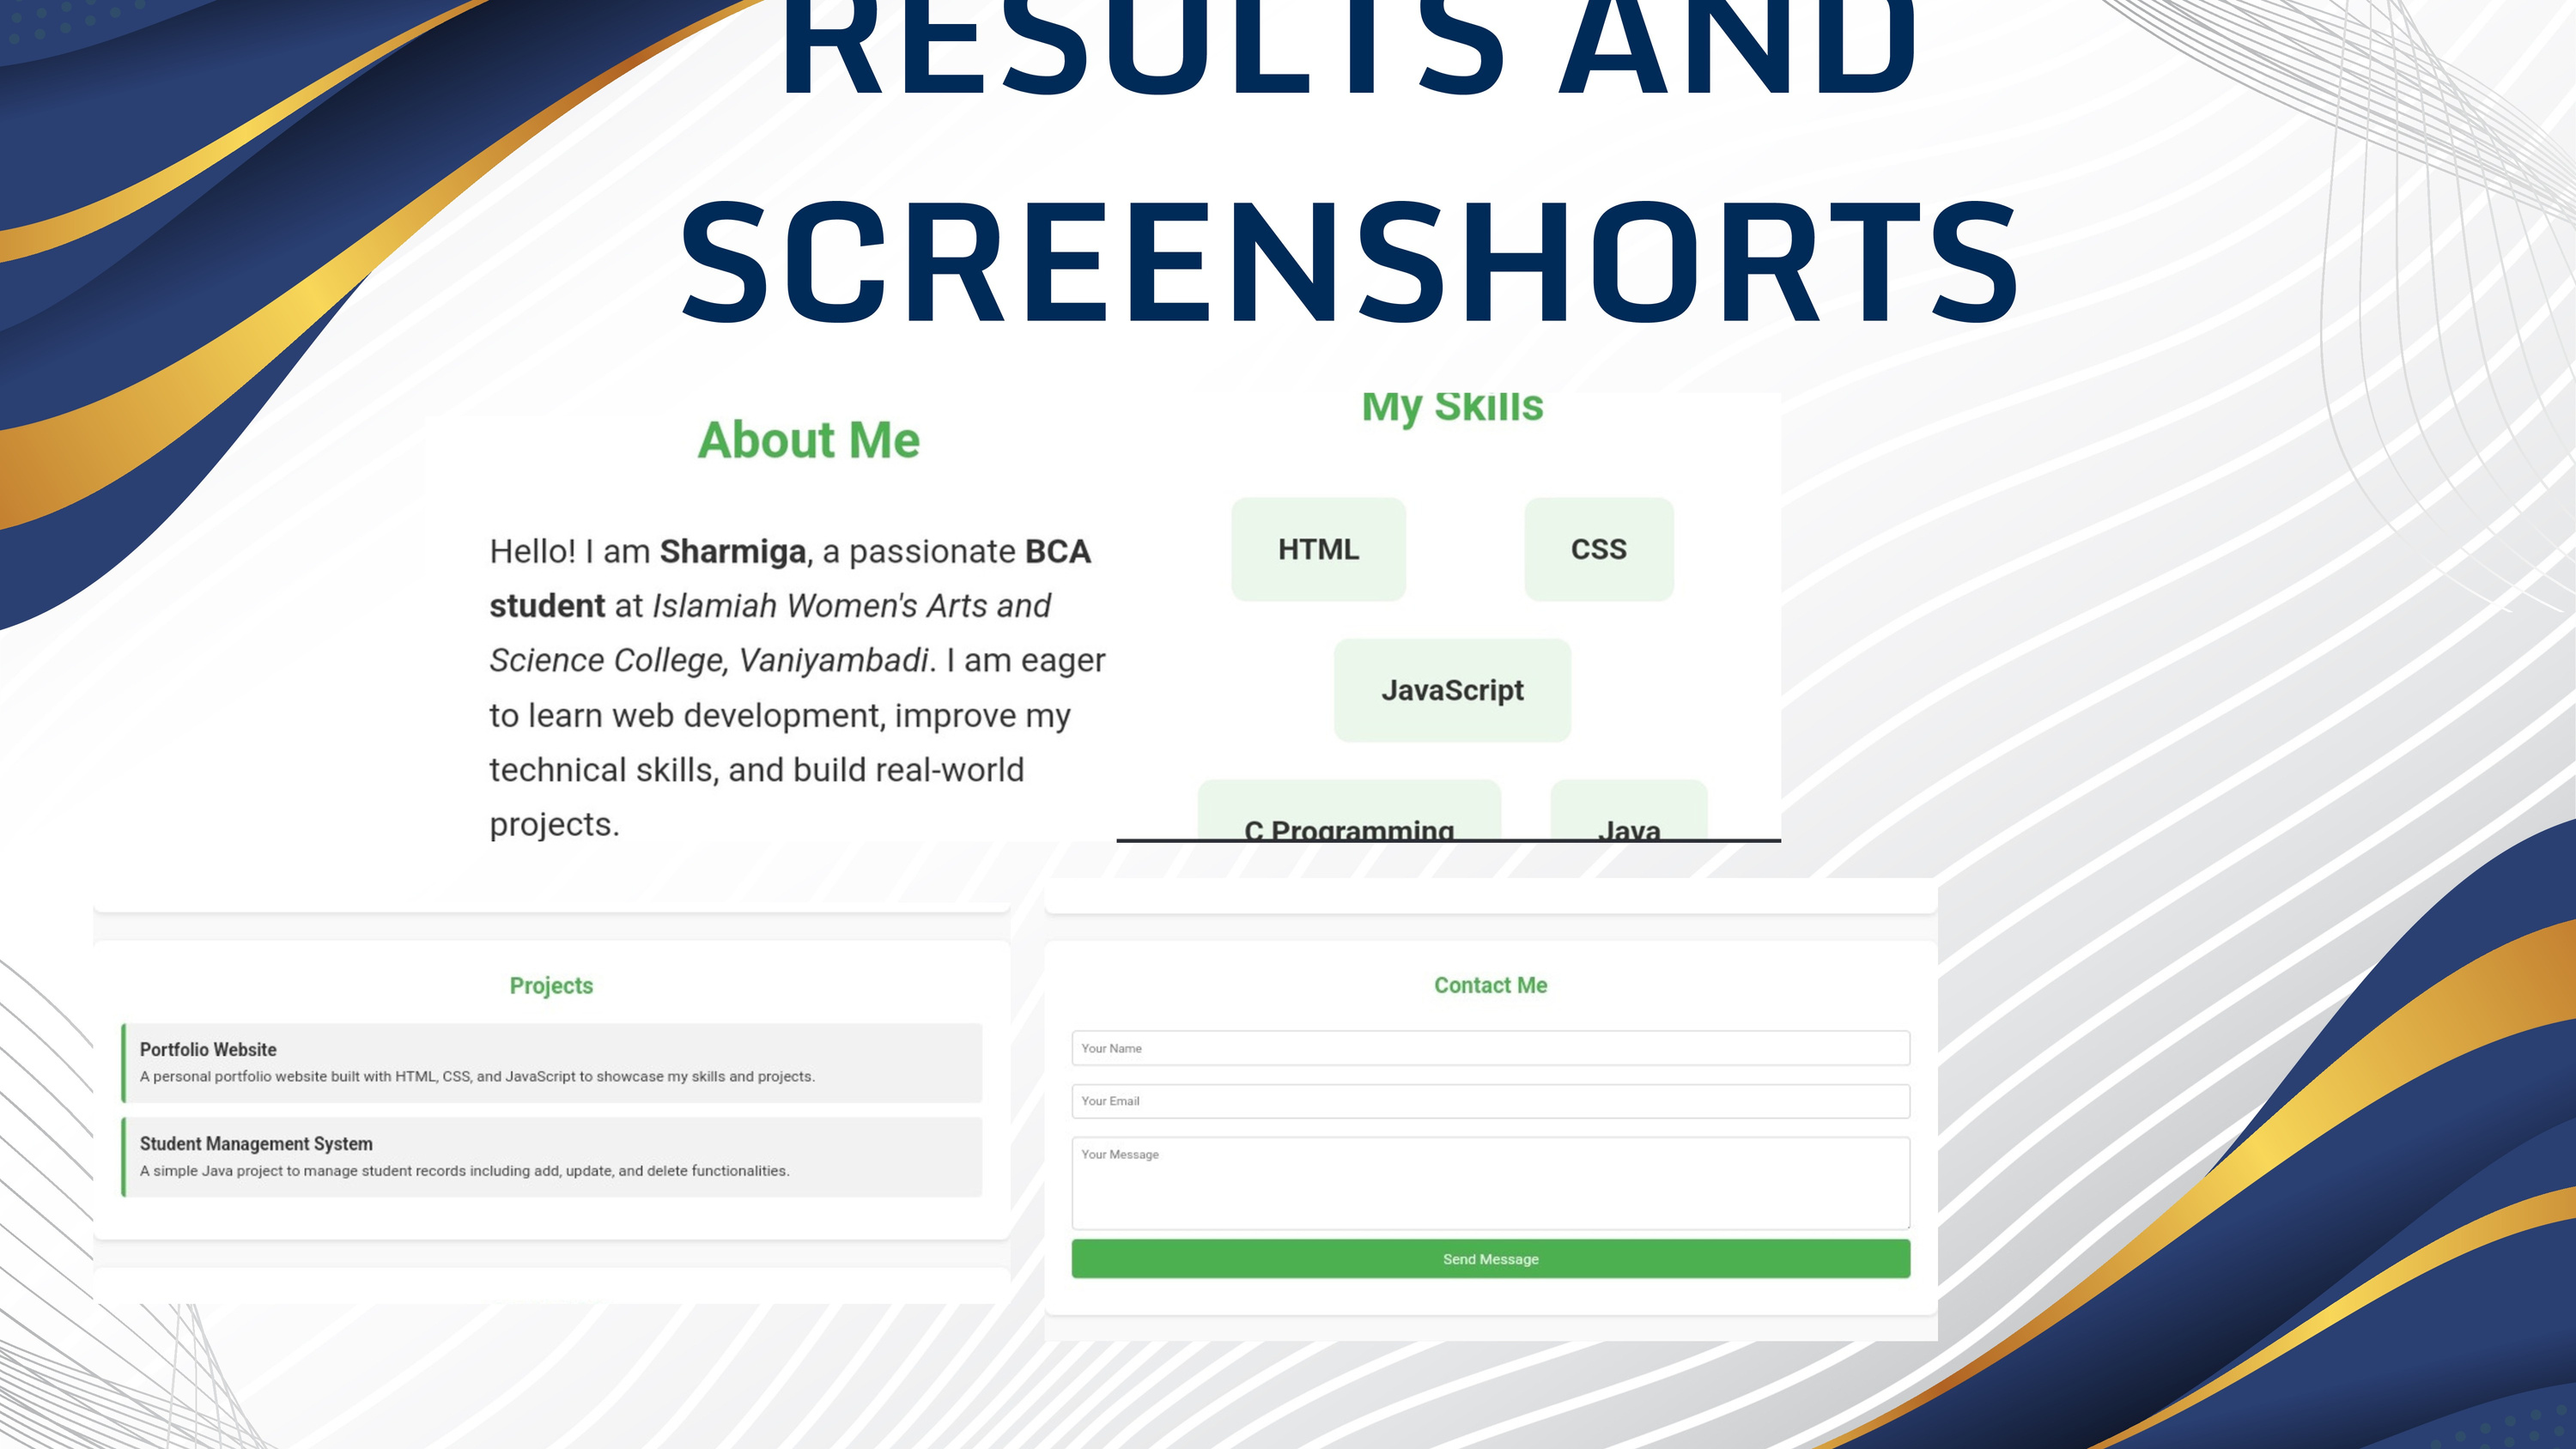 RESULTS AND
SCREENSHORTS
About Me
Hello! I am Sharmiga, a passionate BCA
student at Islamiah Women's Arts and
Science College, Vaniyambadi. I am eager
to learn web development, improve my
technical skills, and build real-world
projects.
My Skills
HTML
CSS
JavaScript
C Programming
Java
Projects
Portfolio Website
A personal portfolio website built with HTML, CSS, and JavaScript to showcase my skills and projects.
Student Management System
A simple Java project to manage student records including add, update, and delete functionalities.
Contact Me
Your Name
Your Email
Your Message
Send Message